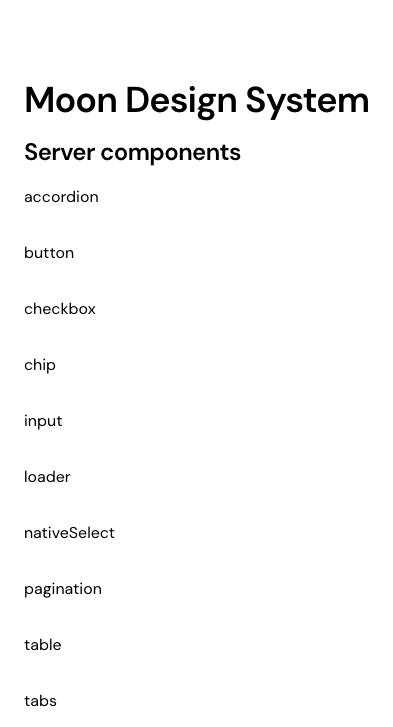 Moon Design System
Server components
accordion
button
checkbox
chip
input
loader
nativeSelect
pagination
table
tabs